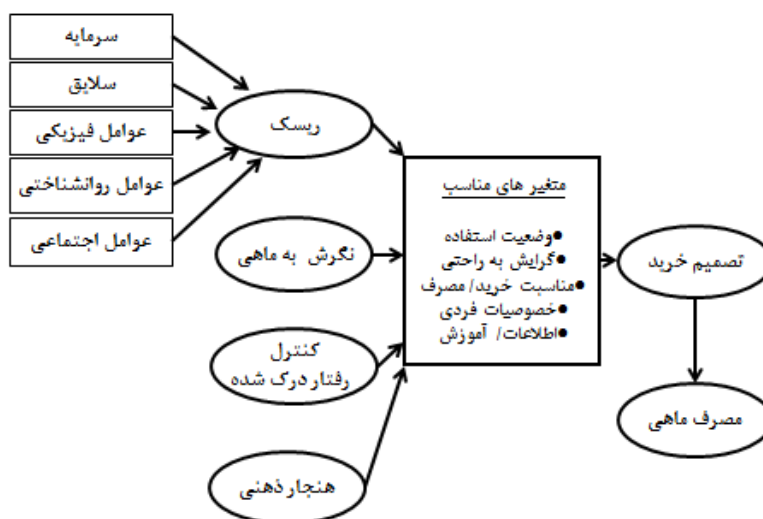 سرمایه
سلایق
عوامل فیزیکی
عوامل روانشناختی
عوامل اجتماعی
ریسک
نگرش به ماهی
کنترل
رفتار درک شده
هنجار ذهنی
متغیر های مناسب
●وضعیت استفاده
●گرایش به راحتی
●مناسبت خرید/ مصرف
●خصوصیات فردی
●اطلاعات/ آموزش
تصمیم خرید
مصرف ماهی